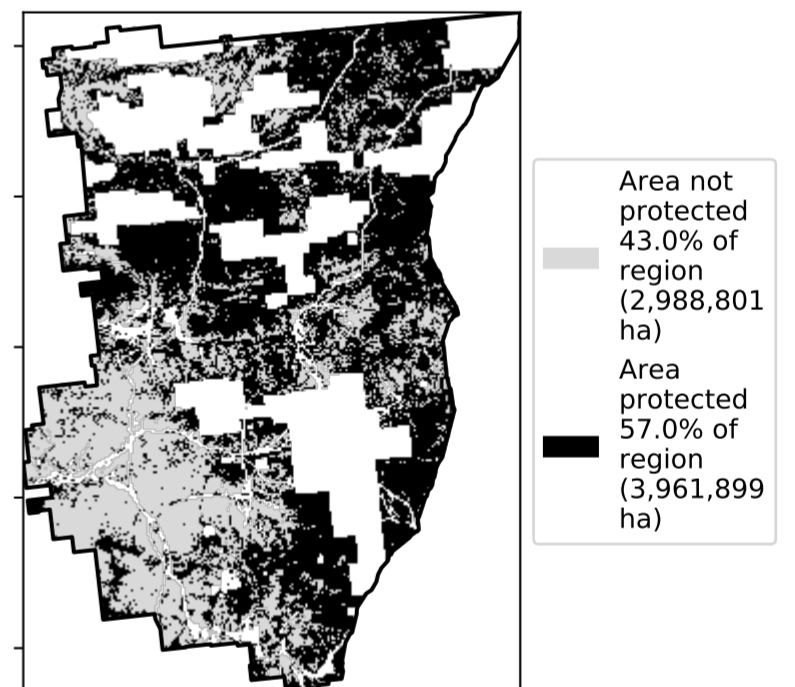 Area not
protected
43.0% of
region
(2,988,801
ha)
Area
protected
57.0% of
region
(3,961,899
ha)